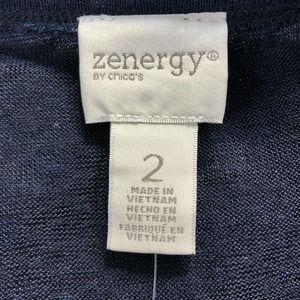 zenergy®
BY chico's
2
MADE IN
VIETNAM
HECHO EN
VIETNAM
FABRIQUÉ EN
VIETNAM